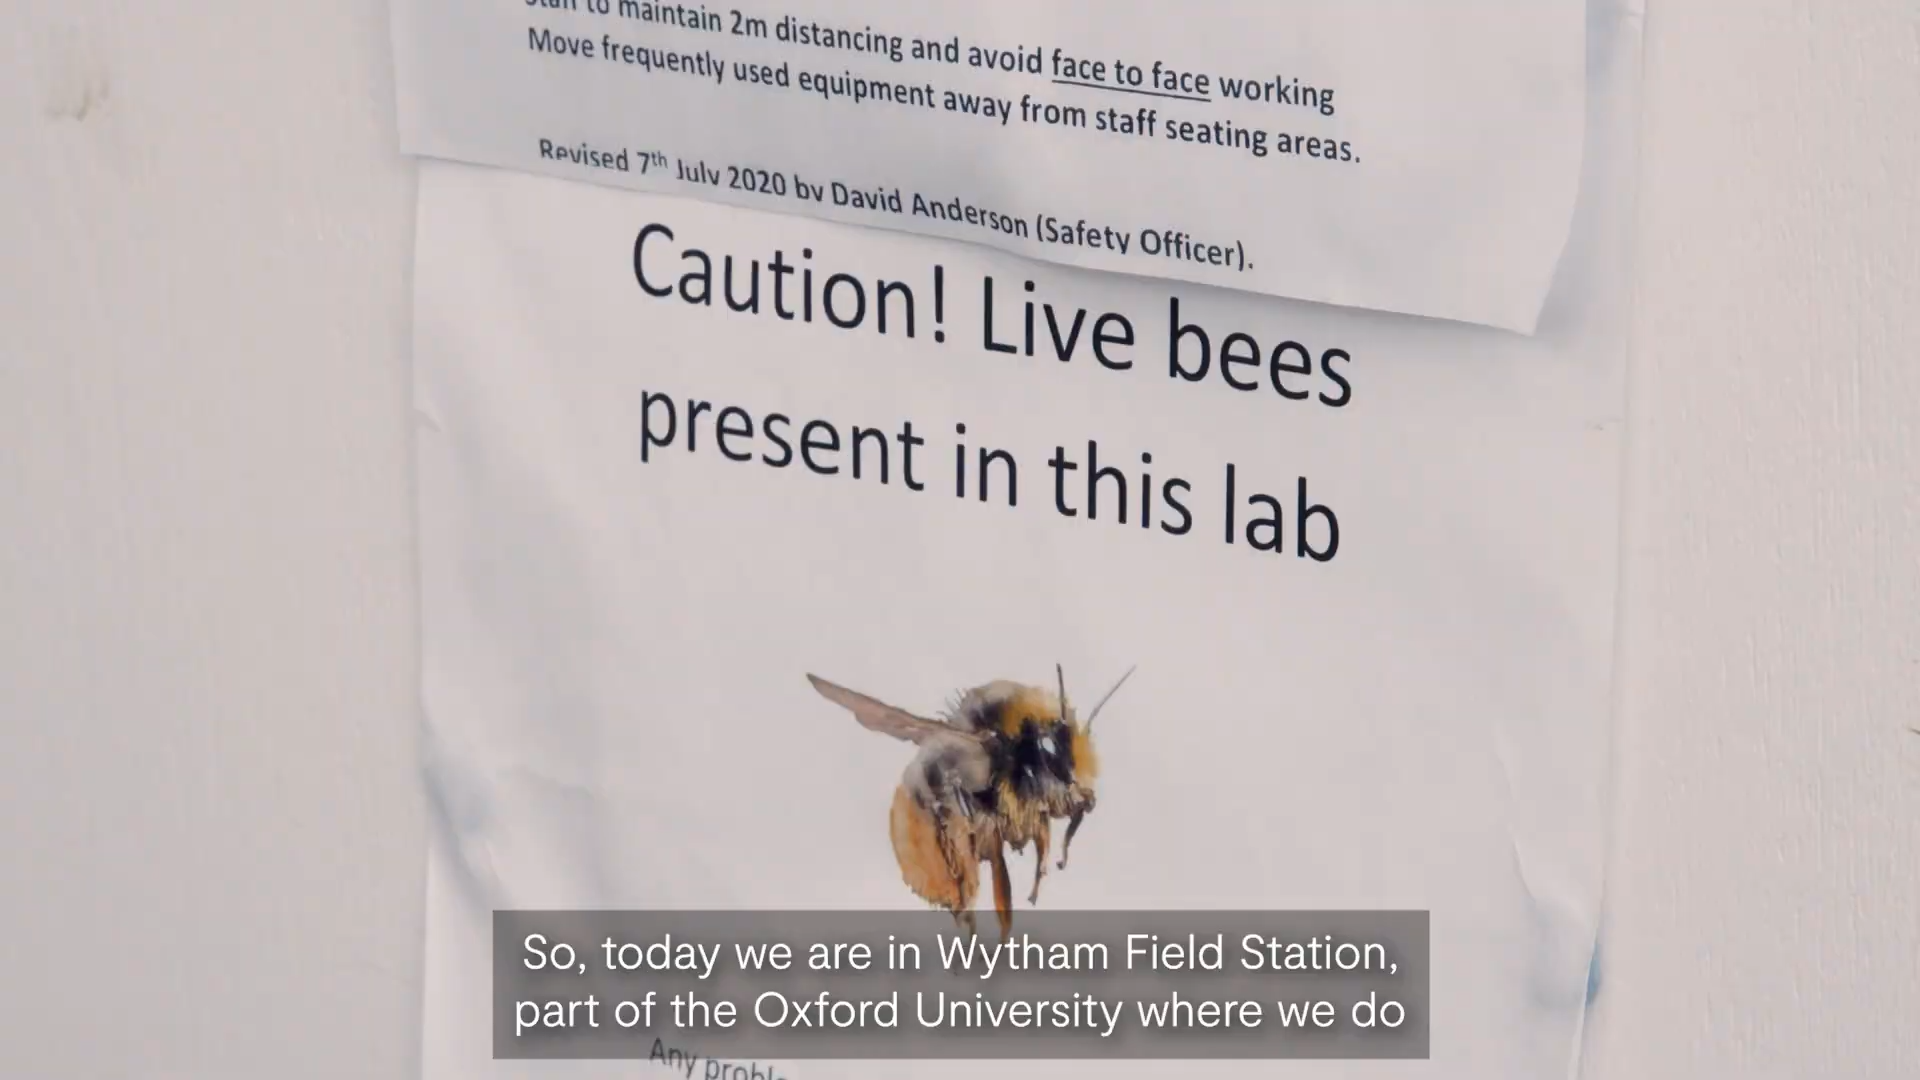 to maintain 2m distancing and avoid face to face working
Move frequently used equipment away from staff seating areas.
Revised 7th July 2020 by David Anderson (Safety Officer).
Caution! Live bees
present in this lab
So, today we are in Wytham Field Station,
part of the Oxford University where we do
Any